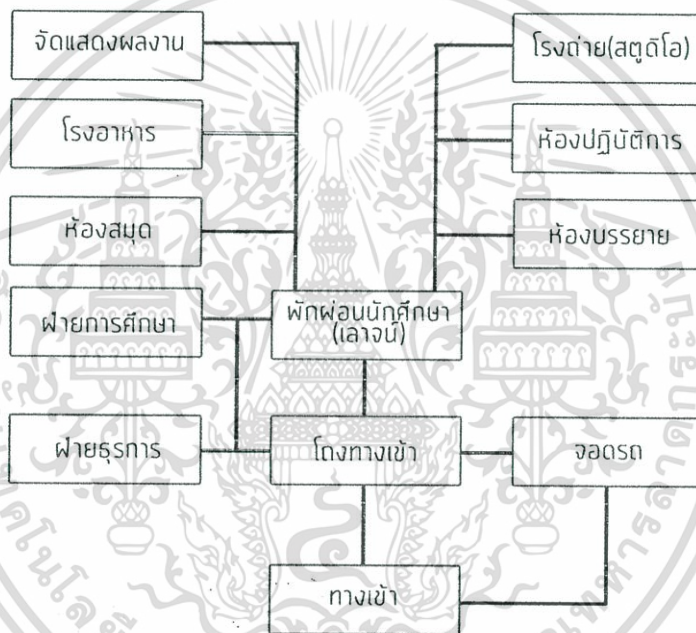 จัดแสดงผลงาน
โรงถ่าย(สตูดิโอ)
โรงอาหาร
ห้องปฏิบัติการ
ห้องสมุด
ห้องบรรยาย
ฝ่ายการศึกษา
พักผ่อนนักศึกษา
(เลาจน์)
ฝ่ายธุรการ
โถงทางเข้า
จอดรถ
ทางเข้า